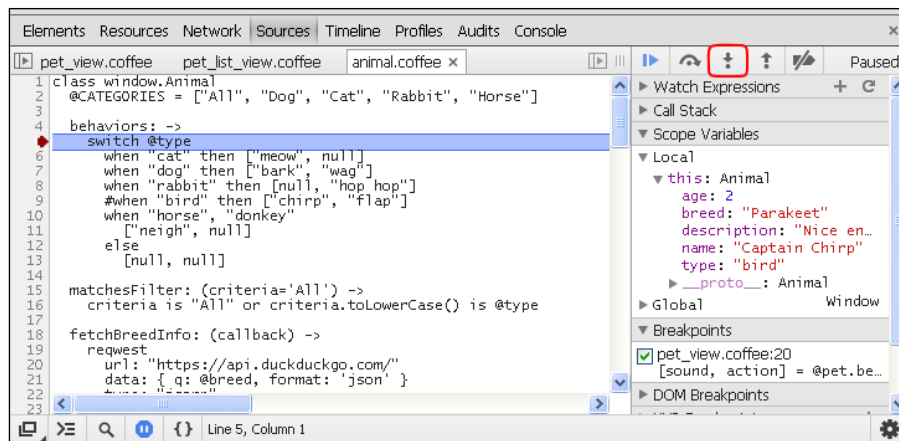 Elements Resources Network Sources Timeline Profiles Audits Console ×
pet_view.coffee pet_list_view.coffee animal.coffee × Paused
1 class window.Animal
2 @CATEGORIES = ["All", "Dog", "Cat", "Rabbit", "Horse"]
3
4 behaviors: ->
switch @type
6 when "cat" then ["meow", null]
7 when "dog" then ["bark", "wag"]
8 when "rabbit" then [null, "hop hop"]
9 #when "bird" then ["chirp", "flap"]
10 when "horse", "donkey"
11 ["neigh", null]
12 else
13 [null, null]
14
15 matchesFilter: (criteria='All') ->
16 criteria is "All" or criteria.toLowerCase() is @type
17
18 fetchBreedInfo: (callback) ->
19 reqwest
20 url: "https://api.duckduckgo.com/"
21 data: { q: @breed, format: 'json' }
22
23
Watch Expressions
Call Stack
Scope Variables
Local
this: Animal
age: 2
breed: "Parakeet"
description: "Nice en…
name: "Captain Chirp"
type: "bird"
__proto__: Animal
Global Window
Breakpoints
pet_view.coffee:20
[sound, action] = @pet.be…
DOM Breakpoints
{} Line 5, Column 1